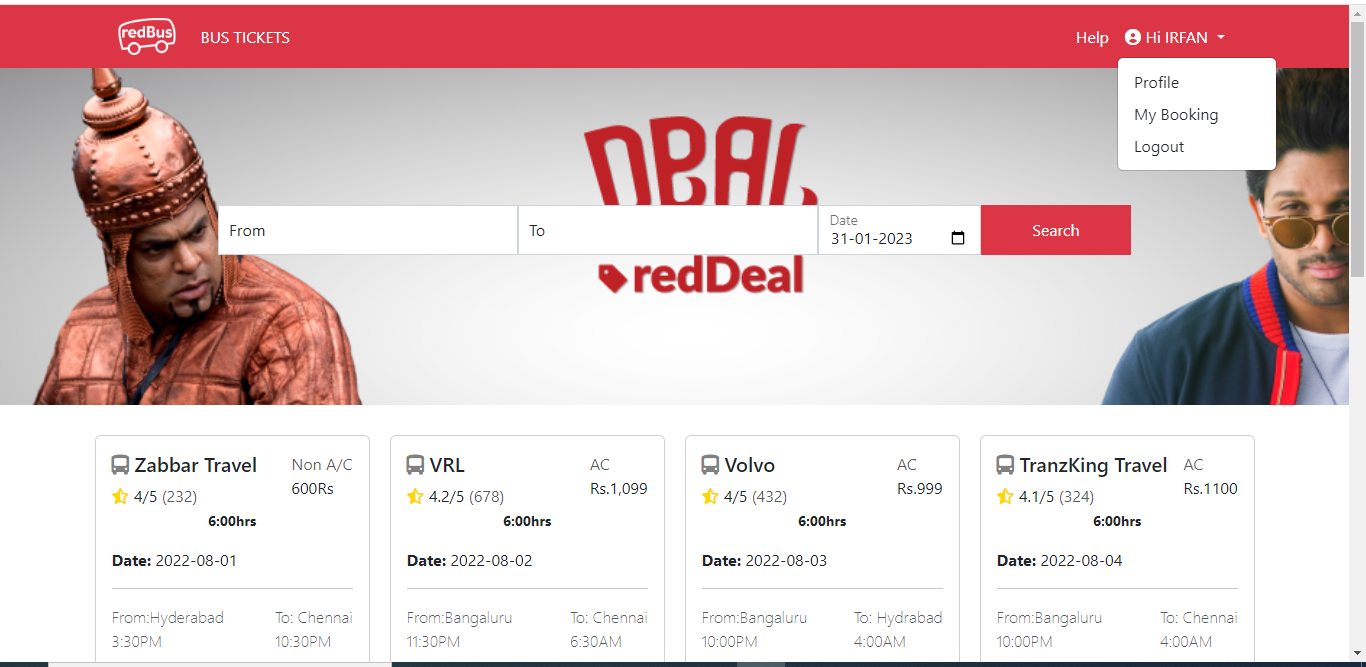 redBus
BUS TICKETS
Help
Hi IRFAN
Profile
My Booking
Logout
DEAL
From
To
Date
31-01-2023
Search
redDeal
Zabbar Travel
Non A/C
4/5 (232)
600Rs
6:00hrs
Date: 2022-08-01
From:Hyderabad
To: Chennai
3:30PM
10:30PM
VRL
AC
4.2/5 (678)
Rs.1,099
6:00hrs
Date: 2022-08-02
From:Bangaluru
To: Chennai
11:30PM
6:30AM
Volvo
AC
4/5 (432)
Rs.999
6:00hrs
Date: 2022-08-03
From:Bangaluru
To: Hydrabad
10:00PM
4:00AM
TranzKing Travel
AC
4.1/5 (324)
Rs.1100
6:00hrs
Date: 2022-08-04
From:Bangaluru
To: Chennai
10:00PM
4:00AM